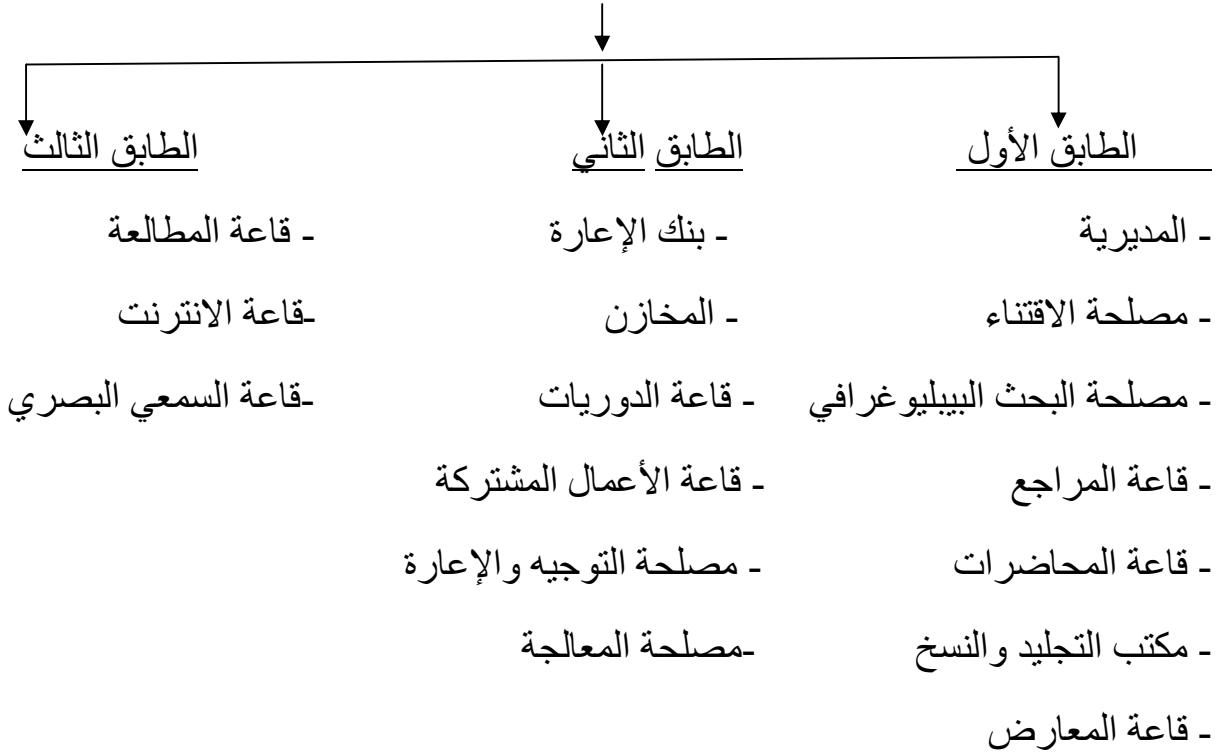 الطابق الأول
- المديرية
- مصلحة الاقتناء
- مصلحة البحث البيبليوغرافي
- قاعة المراجع
- قاعة المحاضرات
- مكتب التجليد والنسخ
- قاعة المعارض
الطابق الثاني
- بنك الإعارة
- المخازن
- قاعة الدوريات
- قاعة الأعمال المشتركة
- مصلحة التوجيه والإعارة
-مصلحة المعالجة
الطابق الثالث
- قاعة المطالعة
-قاعة الانترنت
-قاعة السمعي البصري